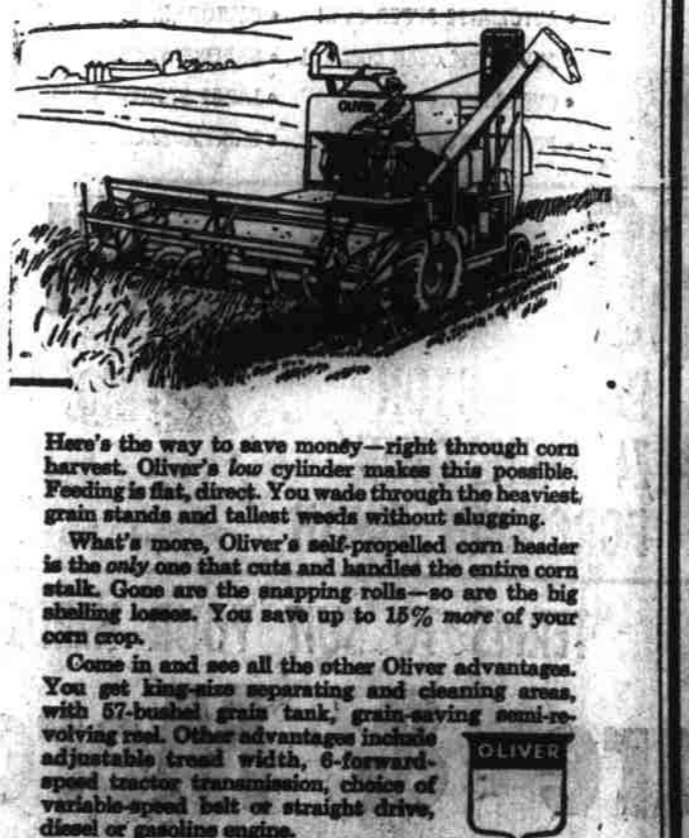 OLIVER
Here's the way to save money—right through corn
harvest. Oliver's low cylinder makes this possible.
Feeding is flat, direct. You wade through the heaviest
grain stands and tallest weeds without slugging.
What's more, Oliver's self-propelled corn header
is the only one that cuts and handles the entire corn
stalk. Gone are the snapping rolls—so are the big
shelling losses. You save up to 15% more of your
corn crop.
Come in and see all the other Oliver advantages.
You get king-size separating and cleaning areas,
with 57-bushel grain tank, grain-saving semi-re-
volving reel. Other advantages include
adjustable tread width, 6-forward-
speed tractor transmission, choice of
variable-speed belt or straight drive,
diesel or gasoline engine.
OLIVER